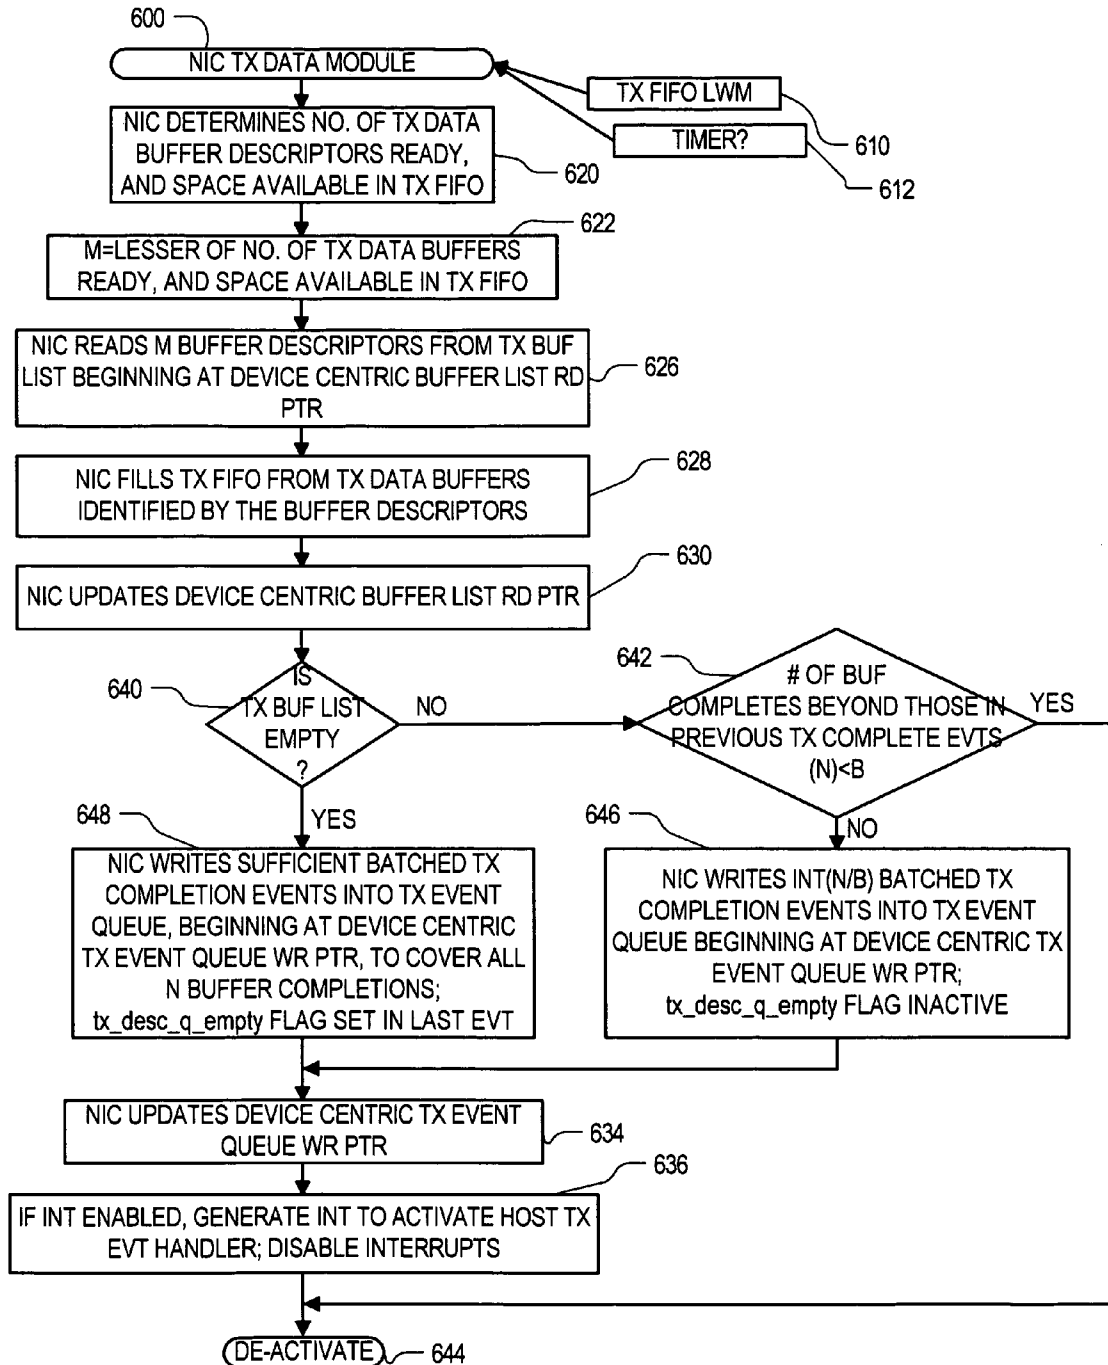 600
NIC TX DATA MODULE
TX FIFO LWM
610
TIMER?
612
NIC DETERMINES NO. OF TX DATA
BUFFER DESCRIPTORS READY,
AND SPACE AVAILABLE IN TX FIFO
620
622
M=LESSER OF NO. OF TX DATA BUFFERS
READY, AND SPACE AVAILABLE IN TX FIFO
NIC READS M BUFFER DESCRIPTORS FROM TX BUF
LIST BEGINNING AT DEVICE CENTRIC BUFFER LIST RD
PTR
626
NIC FILLS TX FIFO FROM TX DATA BUFFERS
IDENTIFIED BY THE BUFFER DESCRIPTORS
628
630
NIC UPDATES DEVICE CENTRIC BUFFER LIST RD PTR
640
IS
TX BUF LIST
EMPTY
?
NO
YES
642
# OF BUF
COMPLETES BEYOND THOSE IN
PREVIOUS TX COMPLETE EVTS
(N)<B
YES
NO
648
NIC WRITES SUFFICIENT BATCHED TX
COMPLETION EVENTS INTO TX EVENT
QUEUE, BEGINNING AT DEVICE CENTRIC
TX EVENT QUEUE WR PTR, TO COVER ALL
N BUFFER COMPLETIONS;
tx_desc_q_empty FLAG SET IN LAST EVT
646
NIC WRITES INT(N/B) BATCHED TX
COMPLETION EVENTS INTO TX EVENT
QUEUE BEGINNING AT DEVICE CENTRIC TX
EVENT QUEUE WR PTR;
tx_desc_q_empty FLAG INACTIVE
NIC UPDATES DEVICE CENTRIC TX EVENT
QUEUE WR PTR
634
636
IF INT ENABLED, GENERATE INT TO ACTIVATE HOST TX
EVT HANDLER; DISABLE INTERRUPTS
DE-ACTIVATE
644